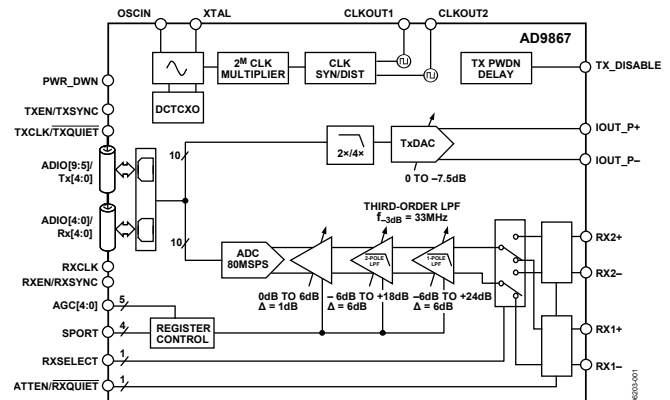 OSCIN
XTAL
CLKOUT1
CLKOUT2
AD9867
PWR_DWN
2M CLK
MULTIPLIER
CLK
SYN/DIST
TX PWDN
DELAY
TX_DISABLE
DCTCXO
TXEN/TXSYNC
TXCLK/TXQUIET
ADIO[9:5]/
Tx[4:0]
10
2×/4×
TxDAC
IOUT_P+
IOUT_P–
0 TO –7.5dB
ADIO[4:0]/
Rx[4:0]
10
THIRD-ORDER LPF
f–3dB = 33MHz
ADC
80MSPS
2-POLE
LPF
1-POLE
LPF
RX2+
RX2–
RXCLK
RXEN/RXSYNC
0dB TO 6dB
Δ = 1dB
– 6dB TO +18dB
Δ = 6dB
–6dB TO +24dB
Δ = 6dB
AGC[4:0]
5
SPORT
4
REGISTER
CONTROL
RX1+
RX1–
RXSELECT
1
ATTEN/RXQUIET
1
06203-001